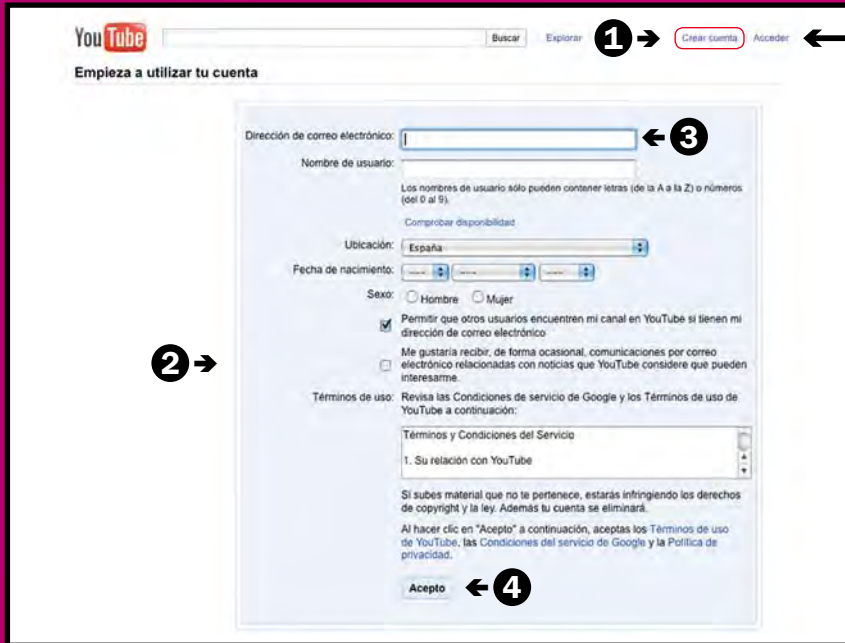 YouTube
Buscar
Explorar
1
Crear cuenta
Acceder
Empieza a utilizar tu cuenta
Dirección de correo electrónico:
3
Nombre de usuario:
Los nombres de usuario sólo pueden contener letras (de la A a la Z) o números
(del 0 al 9).
Comprobar disponibilidad
Ubicación: España
Fecha de nacimiento: --- --- ---
Sexo: Hombre Mujer
Permitir que otros usuarios encuentren mi canal en YouTube si tienen mi
dirección de correo electrónico
2
Me gustaría recibir, de forma ocasional, comunicaciones por correo
electrónico relacionadas con noticias que YouTube considere que pueden
interesarme.
Términos de uso: Revisa las Condiciones de servicio de Google y los Términos de uso de
YouTube a continuación:
Términos y Condiciones del Servicio
1. Su relación con YouTube
Si subes material que no te pertenece, estarás infringiendo los derechos
de copyright y la ley. Además tu cuenta se eliminará.
Al hacer clic en "Acepto" a continuación, aceptas los Términos de uso
de YouTube, las Condiciones del servicio de Google y la Política de
privacidad.
Acepto
4